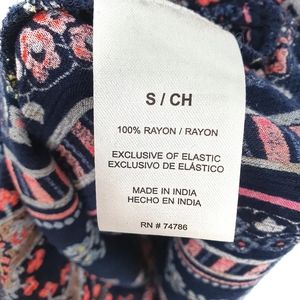 S / CH
100% RAYON / RAYON
EXCLUSIVE OF ELASTIC
EXCLUSIVO DE ELÁSTICO
MADE IN INDIA
HECHO EN INDIA
RN # 74786